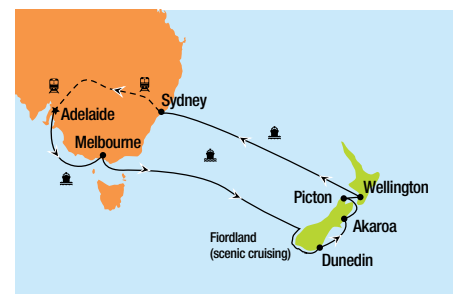 Sydney
Adelaide
Melbourne
Wellington
Picton
Akaroa
Fiordland
(scenic cruising)
Dunedin